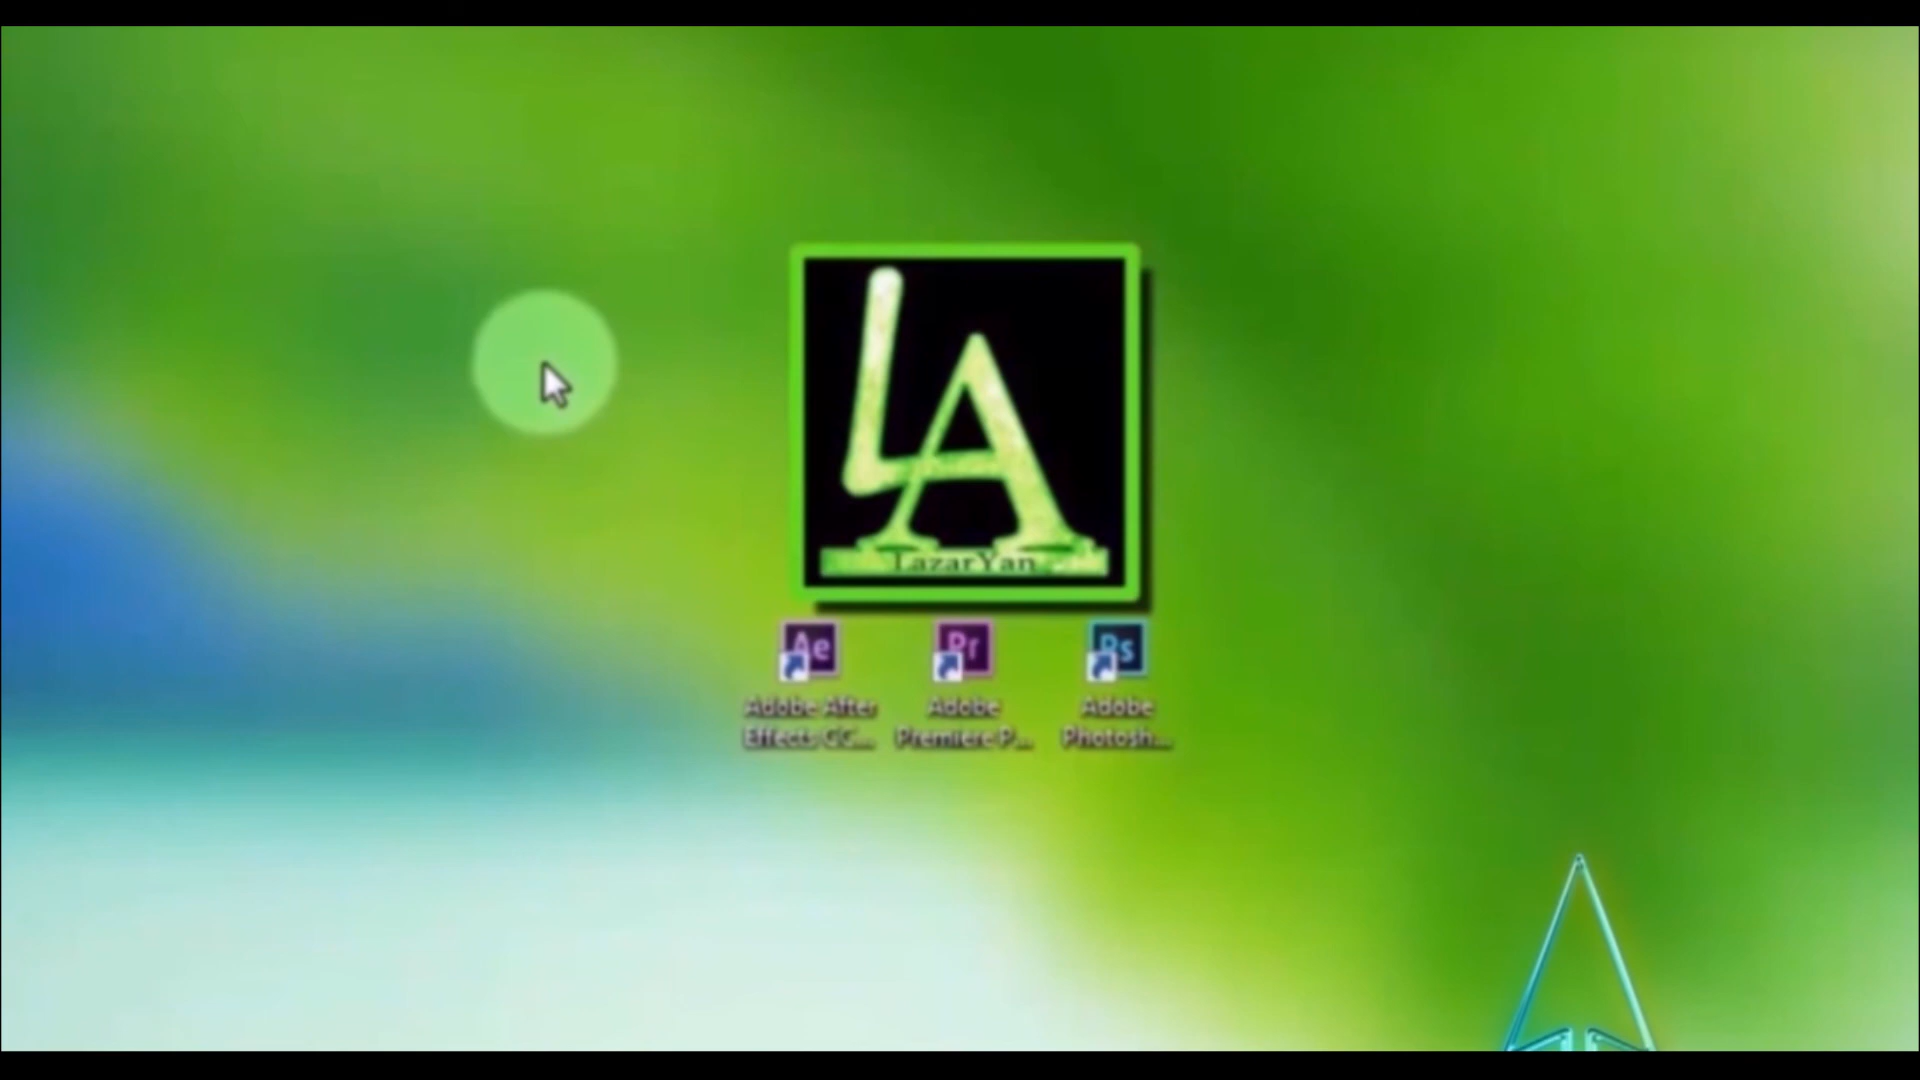 LA
LazarYan
Ae
Pr
Ps
Adobe After
Effects CC...
Adobe
Premiere P...
Adobe
Photosh...